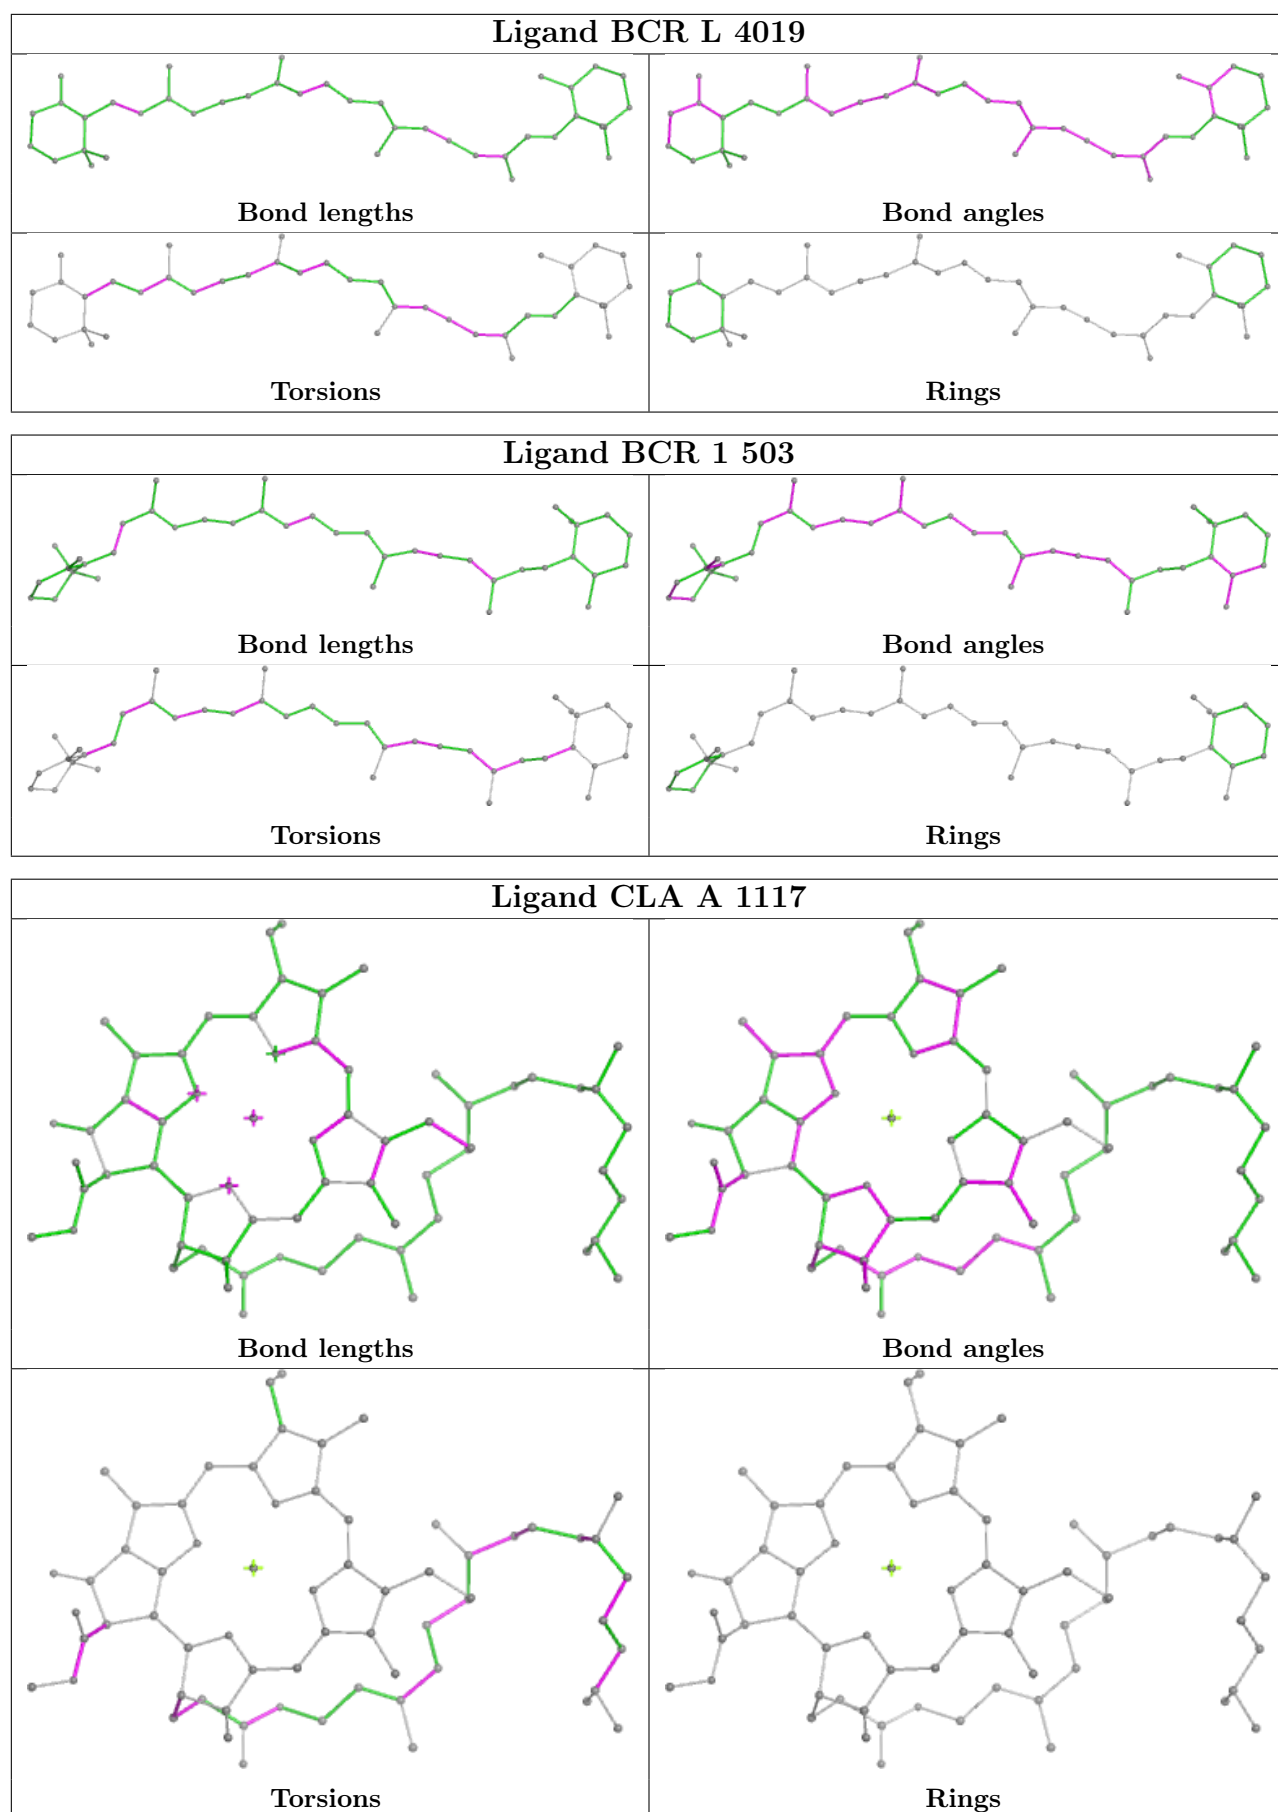 Ligand BCR L 4019
Bond lengths
Bond angles
Torsions
Rings
Ligand BCR 1 503
Bond lengths
Bond angles
Torsions
Rings
Ligand CLA A 1117
Bond lengths
Bond angles
Torsions
Rings